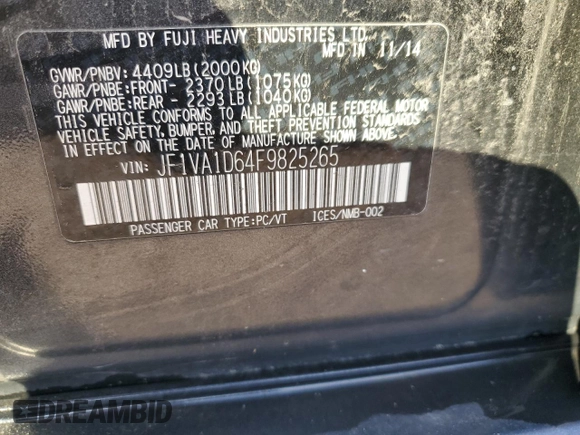 MFD BY FUJI HEAVY INDUSTRIES LTD.
MFD IN 11/14
GVWR/PNBV: 4409LB(2000KG)
GAWR/PNBE:FRONT- 2370LB(1075KG)
GAWR/PNBE:REAR - 2293LB(1040KG)
THIS VEHICLE CONFORMS TO ALL APPLICABLE FEDERAL MOTOR
VEHICLE SAFETY, BUMPER, AND THEFT PREVENTION STANDARDS
IN EFFECT ON THE DATE OF MANUFACTURE SHOWN ABOVE.
VIN: JF1VA1D64F9825265
PASSENGER CAR TYPE:PC/VT ICES/NMB-002
DREAMBID